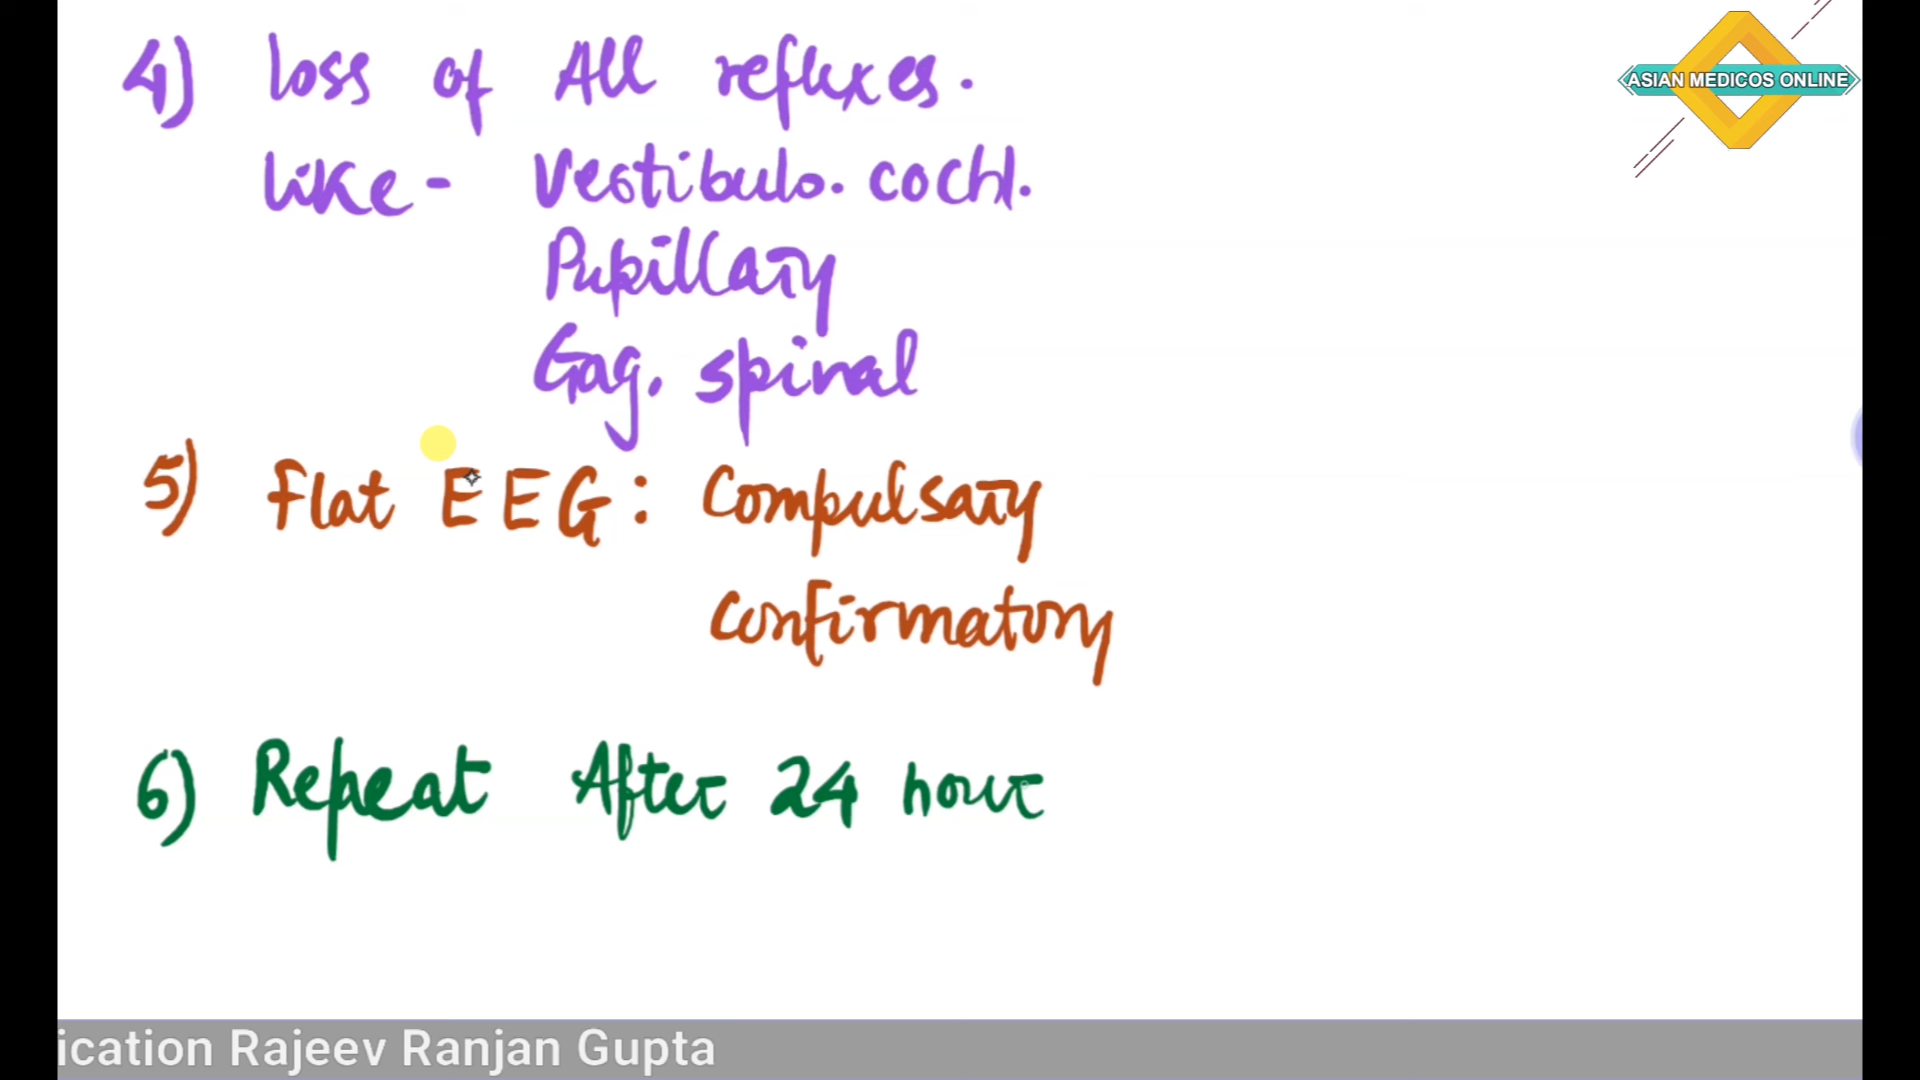 4) loss of All refluxes.
like - Vestibulo. cochl.
Pupillary
Gag. spinal
5) flat EEG: Compulsary
confirmatory
6) Repeat After 24 hour
ASIAN MEDICOS ONLINE
ication Rajeev Ranjan Gupta